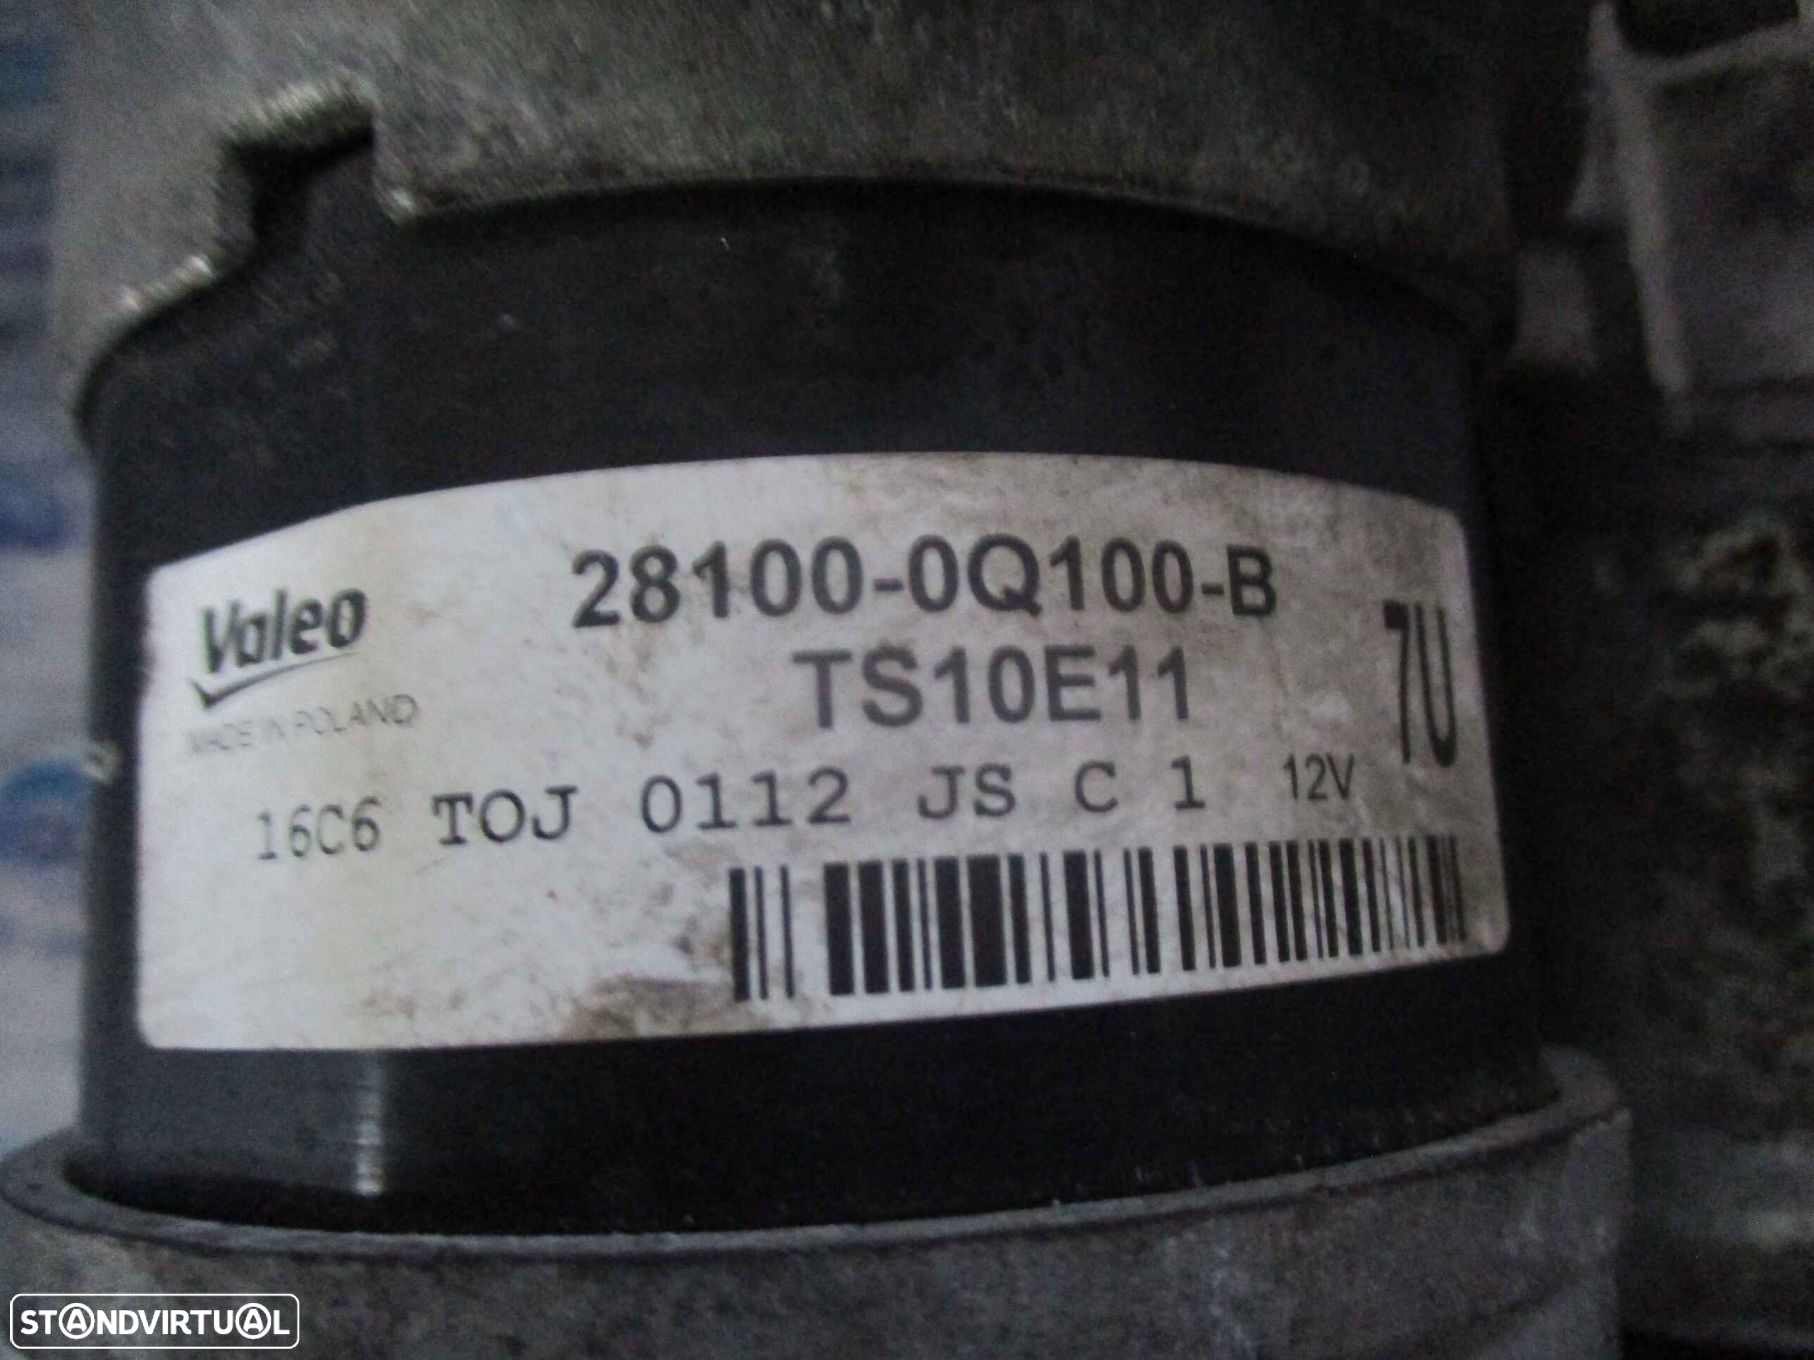 Valeo
MADE IN POLAND
28100-0Q100-B
TS10E11
7U
16C6 TOJ 0112 JS C 1 12V
STANDVIRTUAL